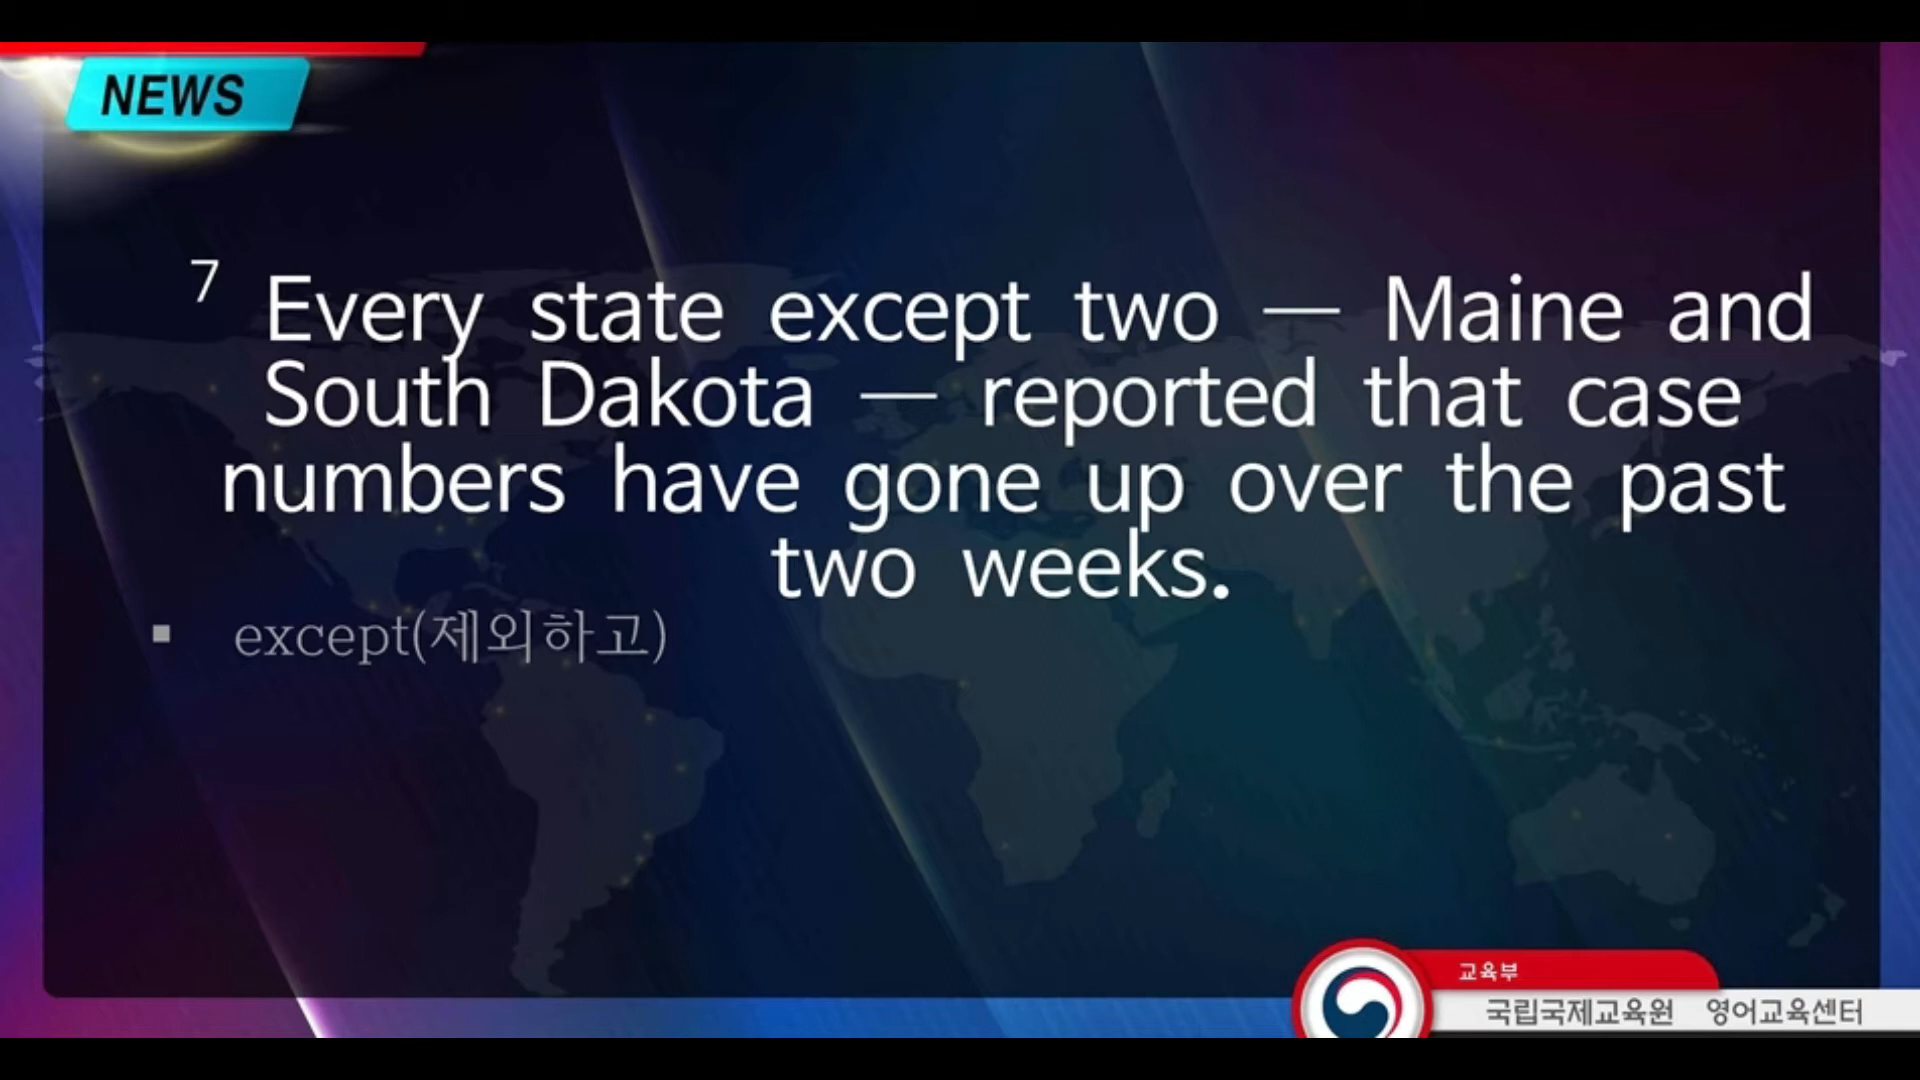 NEWS
7 Every state except two — Maine and
South Dakota — reported that case
numbers have gone up over the past
two weeks.
▪ except(제외하고)
교육부
국립국제교육원 영어교육센터